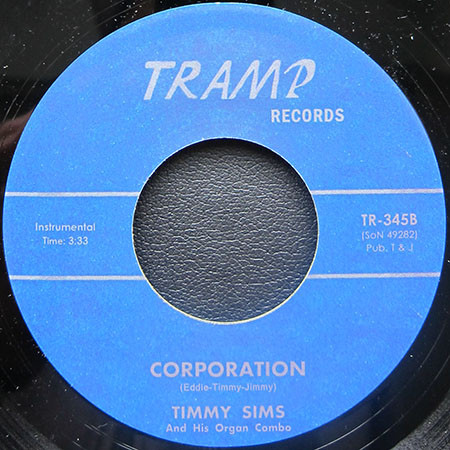 TRAMP
RECORDS
Instrumental
Time: 3:33
TR-345B
(SoN 49282)
Pub. T & J
CORPORATION
(Eddie-Timmy-Jimmy)
TIMMY SIMS
And His Organ Combo